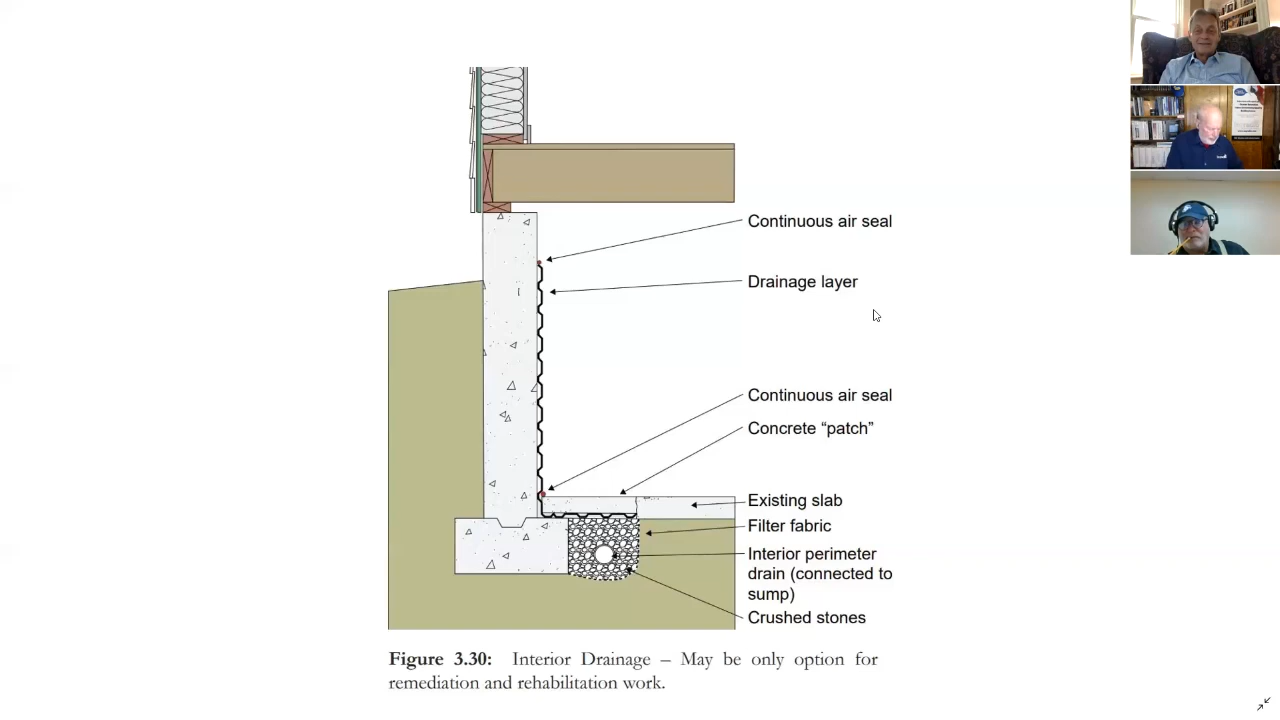 Continuous air seal
Drainage layer
Continuous air seal
Concrete “patch”
Existing slab
Filter fabric
Interior perimeter
drain (connected to
sump)
Crushed stones
Figure 3.30: Interior Drainage – May be only option for
remediation and rehabilitation work.